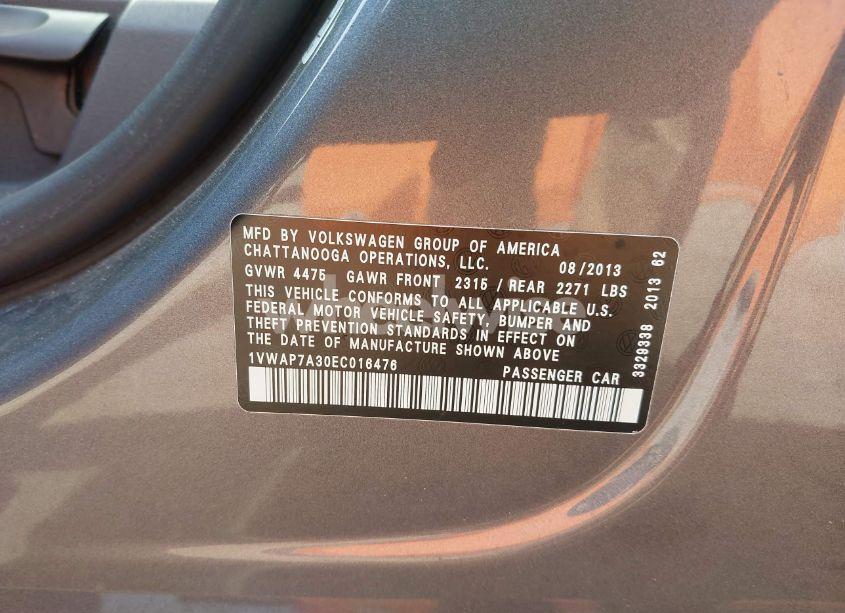 MFD BY VOLKSWAGEN GROUP OF AMERICA
CHATTANOOGA OPERATIONS, LLC. 08/2013
GVWR 4475 GAWR FRONT 2315 / REAR 2271 LBS
THIS VEHICLE CONFORMS TO ALL APPLICABLE U.S.
FEDERAL MOTOR VEHICLE SAFETY, BUMPER AND
THEFT PREVENTION STANDARDS IN EFFECT ON
THE DATE OF MANUFACTURE SHOWN ABOVE
1VWAP7A30EC016476 PASSENGER CAR
3329338 2013 62